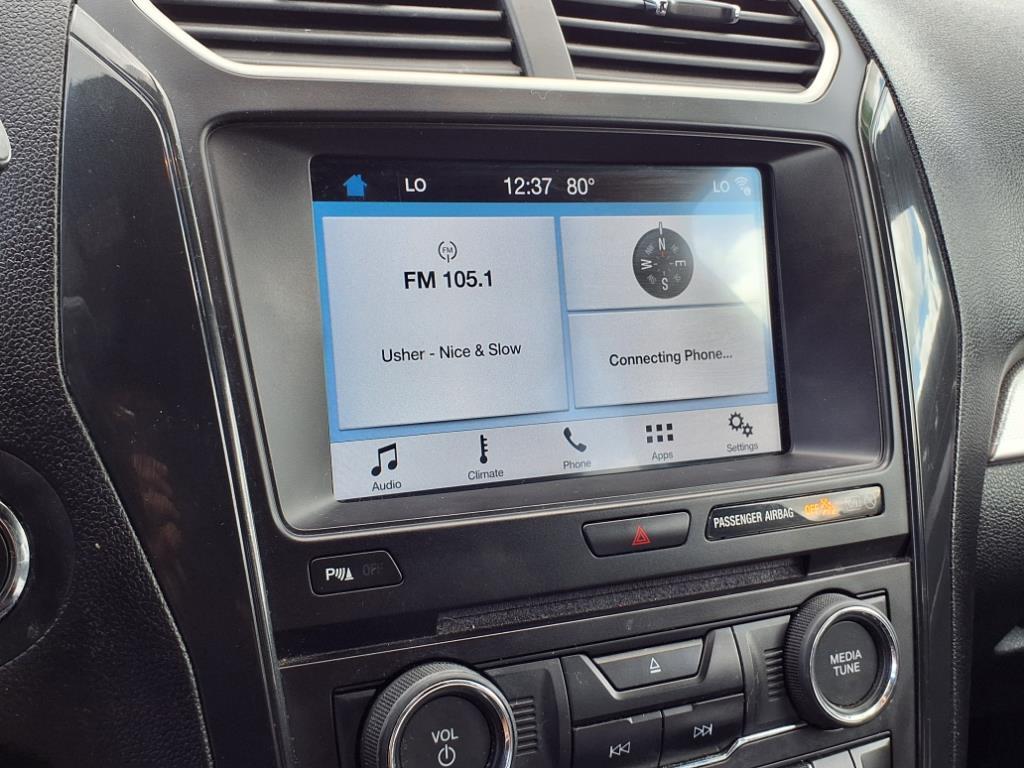 LO 12:37 80° LO
FM
FM 105.1
Usher - Nice & Slow
N
W E
S
Connecting Phone...
Audio Climate Phone Apps Settings
PASSENGER AIRBAG OFF
P OFF
MEDIA
TUNE
VOL